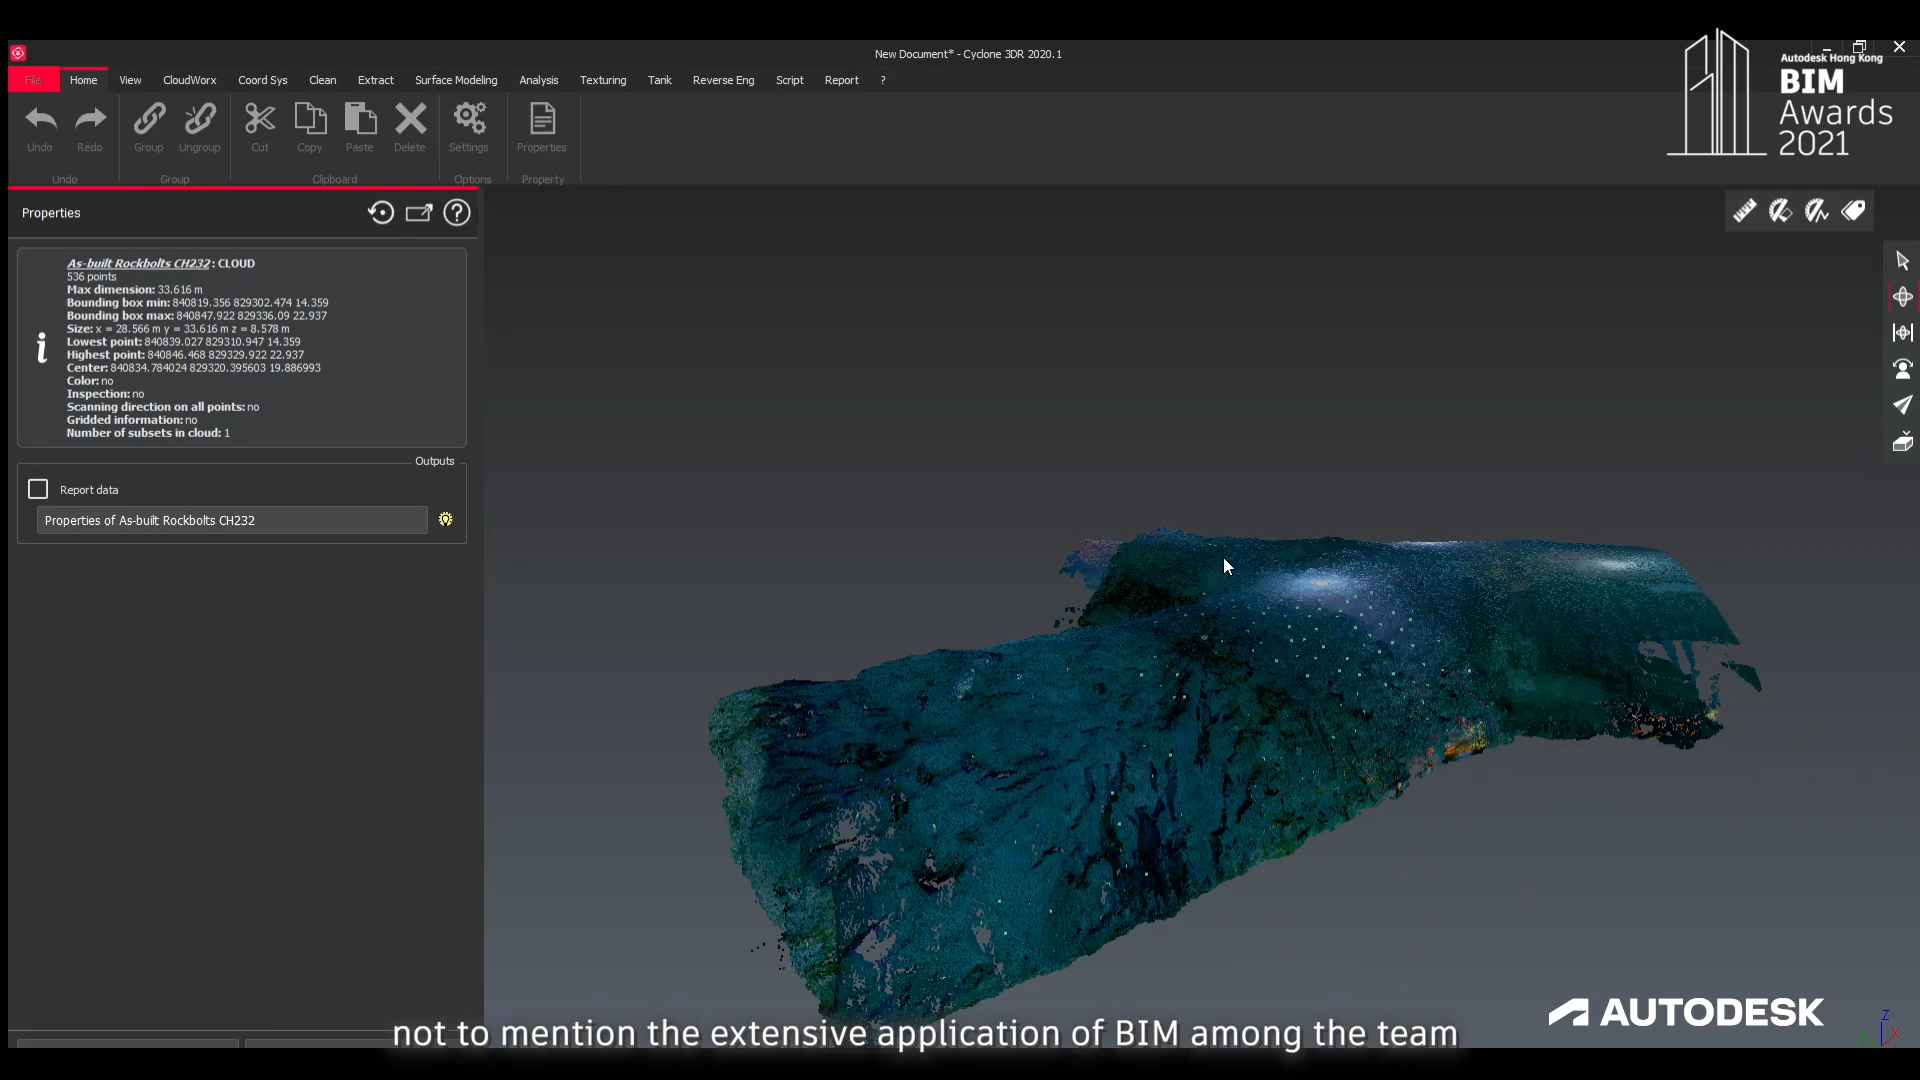 New Document* - Cyclone 3DR 2020.1
Autodesk Hong Kong
BIM
Awards
2021
File Home View CloudWorx Coord Sys Clean Extract Surface Modeling Analysis Texturing Tank Reverse Eng Script Report ?
Undo Redo Group Ungroup Cut Copy Paste Delete Settings Properties
Undo Group Clipboard Options Property
Properties
As-built Rockbolts CH232 : CLOUD
536 points
Max dimension: 33.616 m
Bounding box min: 840819.356 829302.474 14.359
Bounding box max: 840847.922 829336.09 22.937
Size: x = 28.566 m y = 33.616 m z = 8.578 m
Lowest point: 840839.027 829310.947 14.359
Highest point: 840846.468 829329.922 22.937
Center: 840834.784024 829320.395603 19.886993
Color: no
Inspection: no
Scanning direction on all points: no
Gridded information: no
Number of subsets in cloud: 1
Outputs
Report data
Properties of As-built Rockbolts CH232
AUTODESK
Z
X
not to mention the extensive application of BIM among the team